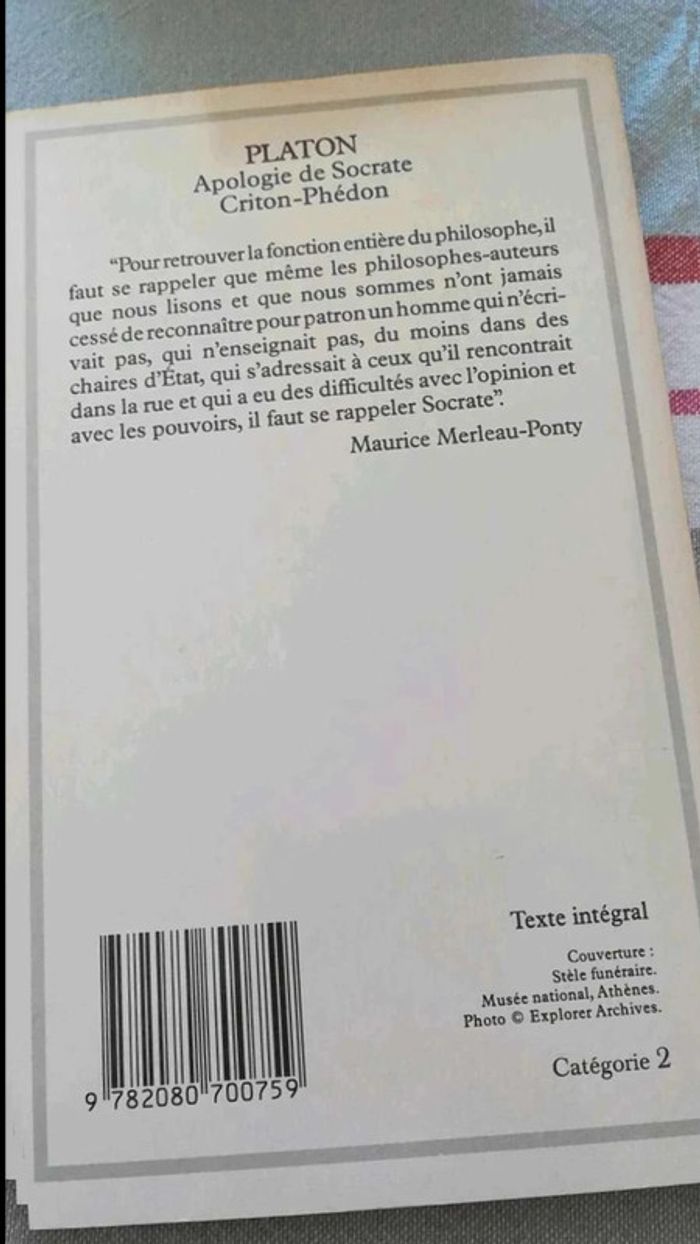 PLATON
Apologie de Socrate
Criton-Phédon
“Pour retrouver la fonction entière du philosophe, il
faut se rappeler que même les philosophes-auteurs
que nous lisons et que nous sommes n’ont jamais
cessé de reconnaître pour patron un homme qui n’écri-
vait pas, qui n’enseignait pas, du moins dans des
chaires d’État, qui s’adressait à ceux qu’il rencontrait
dans la rue et qui a eu des difficultés avec l’opinion et
avec les pouvoirs, il faut se rappeler Socrate”.
Maurice Merleau-Ponty
Texte intégral
Couverture :
Stèle funéraire.
Musée national, Athènes.
Photo © Explorer Archives.
Catégorie 2
9 782080 700759